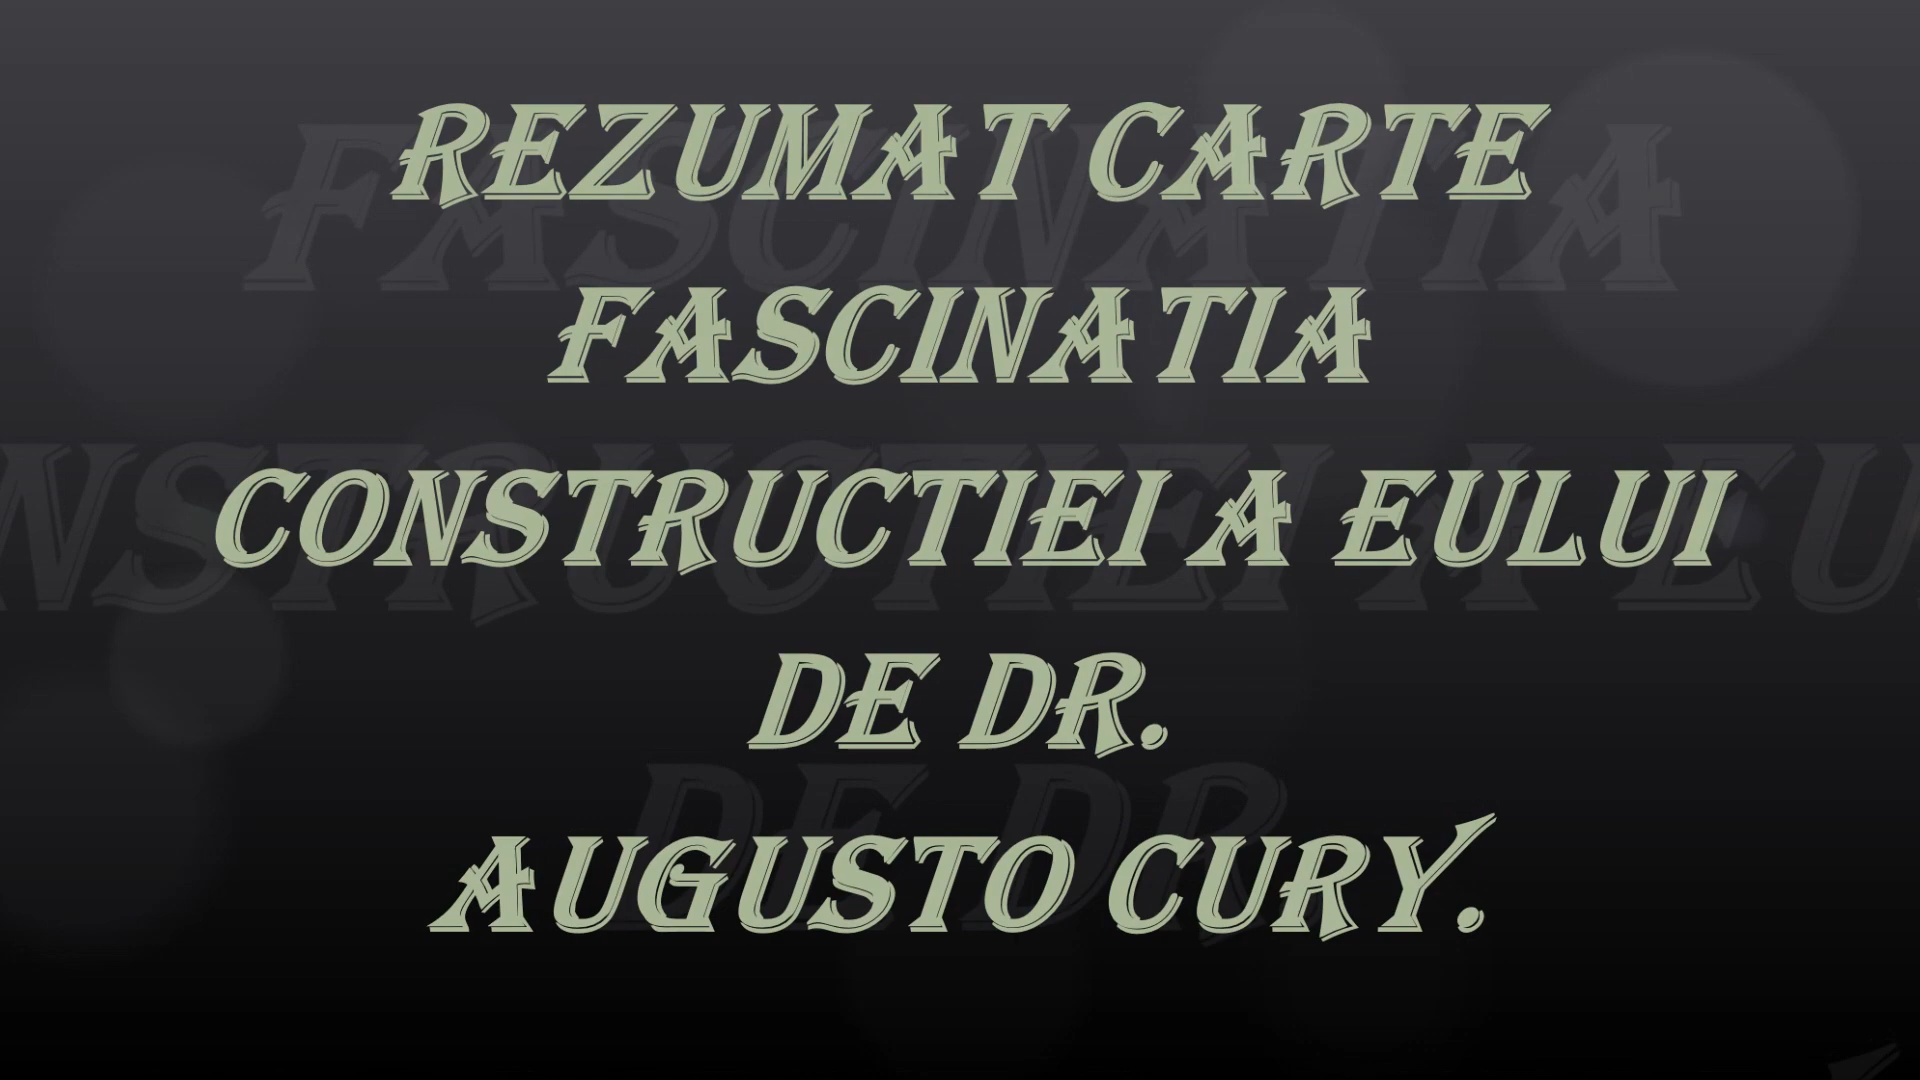 REZUMAT CARTE
FASCINATIA
CONSTRUCTIEI A EULUI
DE DR.
AUGUSTO CURY.